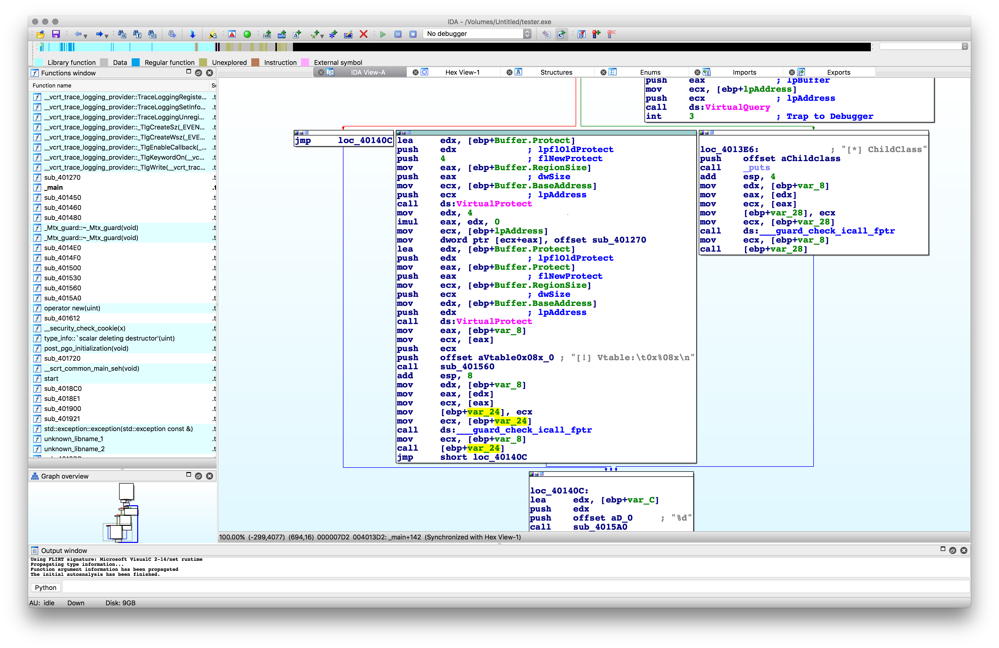 IDA - /Volumes/Untitled/tester.exe
No debugger
Library function Data Regular function Unexplored Instruction External symbol
Functions window
Function name
__vcrt_trace_logging_provider::TraceLoggingRegiste... .t
__vcrt_trace_logging_provider::TraceLoggingSetInfo... .t
__vcrt_trace_logging_provider::TraceLoggingUnregi... .t
__vcrt_trace_logging_provider::_TlgCreateSz(_EVEN... .t
__vcrt_trace_logging_provider::_TlgCreateWsz(_EVE... .t
__vcrt_trace_logging_provider::_TlgEnableCallback(_... .t
__vcrt_trace_logging_provider::_TlgKeywordOn(__vc... .t
__vcrt_trace_logging_provider::_TlgWrite(__vcrt_trac... .t
sub_401270 .t
_main .t
sub_401450 .t
sub_401460 .t
sub_401480 .t
_Mtx_guard::~_Mtx_guard(void) .t
_Mtx_guard::~_Mtx_guard(void) .t
sub_4014E0 .t
sub_4014F0 .t
sub_401500 .t
sub_401530 .t
sub_401560 .t
sub_4015A0 .t
operator new(uint) .t
sub_401612 .t
__security_check_cookie(x) .t
type_info::`scalar deleting destructor'(uint) .t
post_pgo_initialization(void) .t
sub_401720 .t
__scrt_common_main_seh(void) .t
start .t
sub_4018C0 .t
sub_4018E1 .t
sub_401900 .t
sub_401921 .t
std::exception::exception(std::exception const &) .t
unknown_libname_1 .t
unknown_libname_2 .t
Graph overview
IDA View-A Hex View-1 Structures Enums Imports Exports
push eax ; lpBuffer
mov ecx, [ebp+lpAddress]
push ecx ; lpAddress
call ds:VirtualQuery
int 3 ; Trap to Debugger
jmp loc_40140C
lea edx, [ebp+Buffer.Protect]
push edx ; lpflOldProtect
push 4 ; flNewProtect
mov eax, [ebp+Buffer.RegionSize]
push eax ; dwSize
mov ecx, [ebp+Buffer.BaseAddress]
push ecx ; lpAddress
call ds:VirtualProtect
mov edx, 4
imul eax, edx, 0
mov ecx, [ebp+lpAddress]
mov dword ptr [ecx+eax], offset sub_401270
lea edx, [ebp+Buffer.Protect]
push edx ; lpflOldProtect
mov eax, [ebp+Buffer.Protect]
push eax ; flNewProtect
mov ecx, [ebp+Buffer.RegionSize]
push ecx ; dwSize
mov edx, [ebp+Buffer.BaseAddress]
push edx ; lpAddress
call ds:VirtualProtect
mov eax, [ebp+var_8]
mov ecx, [eax]
push ecx
push offset aVtable0x08x_0 ; "[!] Vtable:\t0x%08x\n"
call sub_401560
add esp, 8
mov edx, [ebp+var_8]
mov eax, [edx]
mov ecx, [eax]
mov [ebp+var_24], ecx
mov ecx, [ebp+var_24]
call ds:___guard_check_icall_fptr
mov ecx, [ebp+var_8]
call [ebp+var_24]
jmp short loc_40140C
loc_4013E6: ; "[*] ChildClass"
push offset aChildclass
call _puts
add esp, 4
mov edx, [ebp+var_8]
mov eax, [edx]
mov ecx, [eax]
mov [ebp+var_28], ecx
mov ecx, [ebp+var_28]
call ds:___guard_check_icall_fptr
mov ecx, [ebp+var_8]
call [ebp+var_28]
loc_40140C:
lea edx, [ebp+var_C]
push edx
push offset aD_0 ; "%d"
call sub_4015A0
100.00% (-299,4077) (694,16) 000007D2 004013D2: _main+142 (Synchronized with Hex View-1)
Output window
Using FLIRT signature: Microsoft VisualC 2-14/net runtime
Propagating type information...
Function argument information has been propagated
The initial autoanalysis has been finished.
Python
AU: idle Down Disk: 9GB